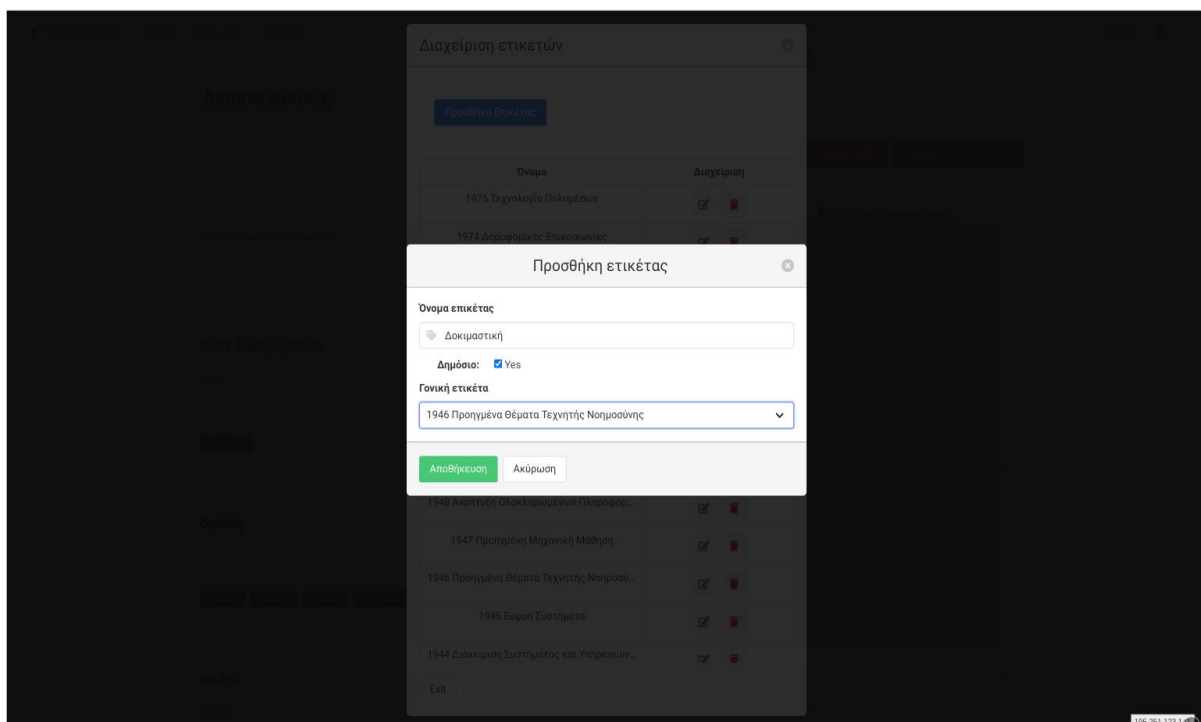 Διαχείριση ετικετών
Ανακοινώσεις
Προσθήκη Επικέτας
Όνομα Διαχείριση
1975 Τεχνολογία Πολυμέσων
1974 Δορυφορικές Επικοινωνίες
Προσθήκη ετικέτας
Όνομα επικέτας
Δοκιμαστική
Δημόσιο: Yes
Γονική ετικέτα
1946 Προηγμένα Θέματα Τεχνητής Νοημοσύνης
Αποθήκευση Ακύρωση
1948 Ανάπτυξη Ολοκληρωμένων Πληροφορ...
1947 Προηγμένη Μηχανική Μάθηση
1946 Προηγμένα Θέματα Τεχνητής Νοημοσύ...
1945 Ευφυή Συστήματα
1944 Διαχείριση Συστήματος και Υπηρεσιών...
Exit